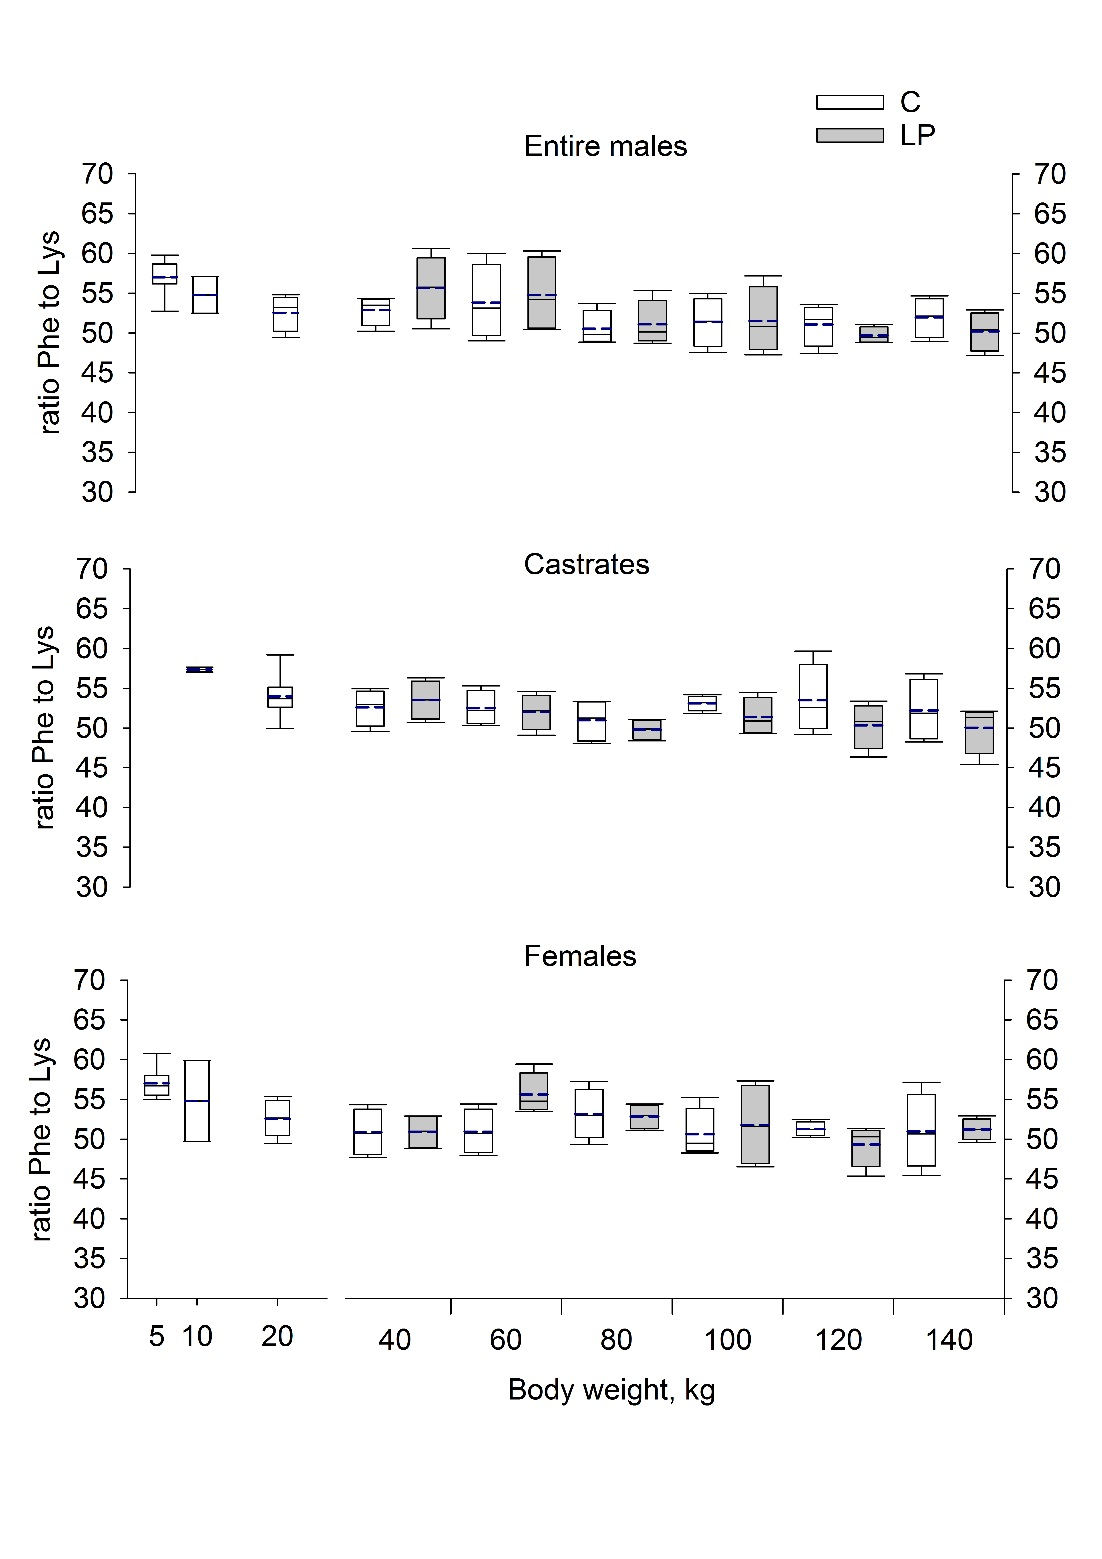 C
LP
Entire males
70 70
65 65
60 60
55 55
50 50
45 45
40 40
35 35
30 30
ratio Phe to Lys
Castrates
70 70
65 65
60 60
55 55
50 50
45 45
40 40
35 35
30 30
ratio Phe to Lys
Females
70 70
65 65
60 60
55 55
50 50
45 45
40 40
35 35
30 30
ratio Phe to Lys
5 10 20 40 60 80 100 120 140
Body weight, kg